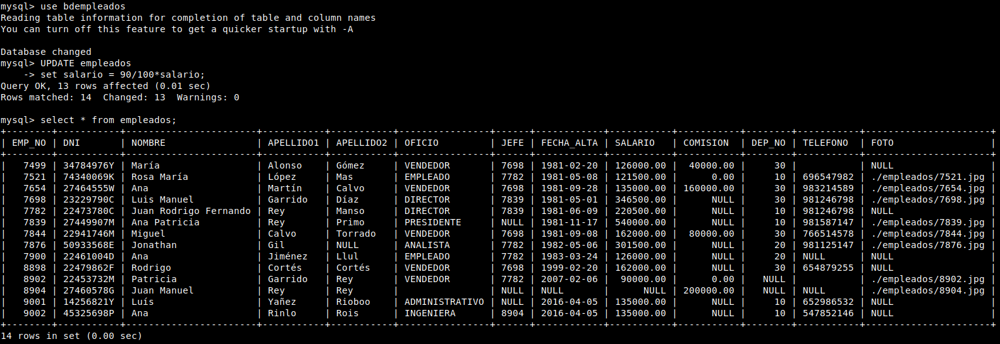 mysql> use bdempleados
Reading table information for completion of table and column names
You can turn off this feature to get a quicker startup with -A
Database changed
mysql> UPDATE empleados
    -> set salario = 90/100*salario;
Query OK, 13 rows affected (0.01 sec)
Rows matched: 14  Changed: 13  Warnings: 0
mysql> select * from empleados;
+--------+-----------+-----------------------+-----------+-----------+----------------+------+------------+-----------+-----------+--------+-----------+----------------------+
| EMP_NO | DNI       | NOMBRE                | APELLIDO1 | APELLIDO2 | OFICIO         | JEFE | FECHA_ALTA | SALARIO   | COMISION  | DEP_NO | TELEFONO  | FOTO                 |
+--------+-----------+-----------------------+-----------+-----------+----------------+------+------------+-----------+-----------+--------+-----------+----------------------+
|   7499 | 34784976Y | María                 | Alonso    | Gómez     | VENDEDOR       | 7698 | 1981-02-20 | 126000.00 |  40000.00 |     30 |           | NULL                 |
|   7521 | 74340069K | Rosa María            | López     | Mas       | EMPLEADO       | 7782 | 1981-05-08 | 121500.00 |      0.00 |     10 | 696547982 | ./empleados/7521.jpg |
|   7654 | 27464555W | Ana                   | Martín    | Calvo     | VENDEDOR       | 7698 | 1981-09-28 | 135000.00 | 160000.00 |     30 | 983214589 | ./empleados/7654.jpg |
|   7698 | 23229790C | Luis Manuel           | Garrido   | Díaz      | DIRECTOR       | 7839 | 1981-05-01 | 346500.00 |      NULL |     30 | 981246798 | ./empleados/7698.jpg |
|   7782 | 22473780C | Juan Rodrigo Fernando | Rey       | Manso     | DIRECTOR       | 7839 | 1981-06-09 | 220500.00 |      NULL |     10 | 981246798 | NULL                 |
|   7839 | 27449907M | Ana Patricia          | Rey       | Primo     | PRESIDENTE     | NULL | 1981-11-17 | 540000.00 |      NULL |     10 | 981587147 | ./empleados/7839.jpg |
|   7844 | 22941746M | Miguel                | Calvo     | Torrado   | VENDEDOR       | 7698 | 1981-09-08 | 162000.00 |  80000.00 |     30 | 766514578 | ./empleados/7844.jpg |
|   7876 | 50933568E | Jonathan              | Gil       | NULL      | ANALISTA       | 7782 | 1982-05-06 | 301500.00 |      NULL |     20 | 981125147 | ./empleados/7876.jpg |
|   7900 | 22461004D | Ana                   | Jiménez   | Llul      | EMPLEADO       | 7782 | 1983-03-24 | 126000.00 |      NULL |     20 | NULL      | NULL                 |
|   8898 | 22479862F | Rodrigo               | Cortés    | Cortés    | VENDEDOR       | 7698 | 1999-02-20 | 162000.00 |      NULL |     30 | 654879255 | NULL                 |
|   8902 | 22453732M | Patricia              | Garrido   | Rey       | VENDEDOR       | 7782 | 2007-02-06 |  90000.00 |      0.00 |   NULL |           | ./empleados/8902.jpg |
|   8904 | 27460578G | Juan Manuel           | Rey       | Rey       |                | NULL | NULL       |      NULL | 200000.00 |   NULL | NULL      | ./empleados/8904.jpg |
|   9001 | 14256821Y | Luís                  | Yañez     | Rioboo    | ADMINISTRATIVO | NULL | 2016-04-05 | 135000.00 |      NULL |     10 | 652986532 | NULL                 |
|   9002 | 45325698P | Ana                   | Rinlo     | Rois      | INGENIERA      | 8904 | 2016-04-05 | 135000.00 |      NULL |     10 | 547852146 | NULL                 |
+--------+-----------+-----------------------+-----------+-----------+----------------+------+------------+-----------+-----------+--------+-----------+----------------------+
14 rows in set (0.00 sec)